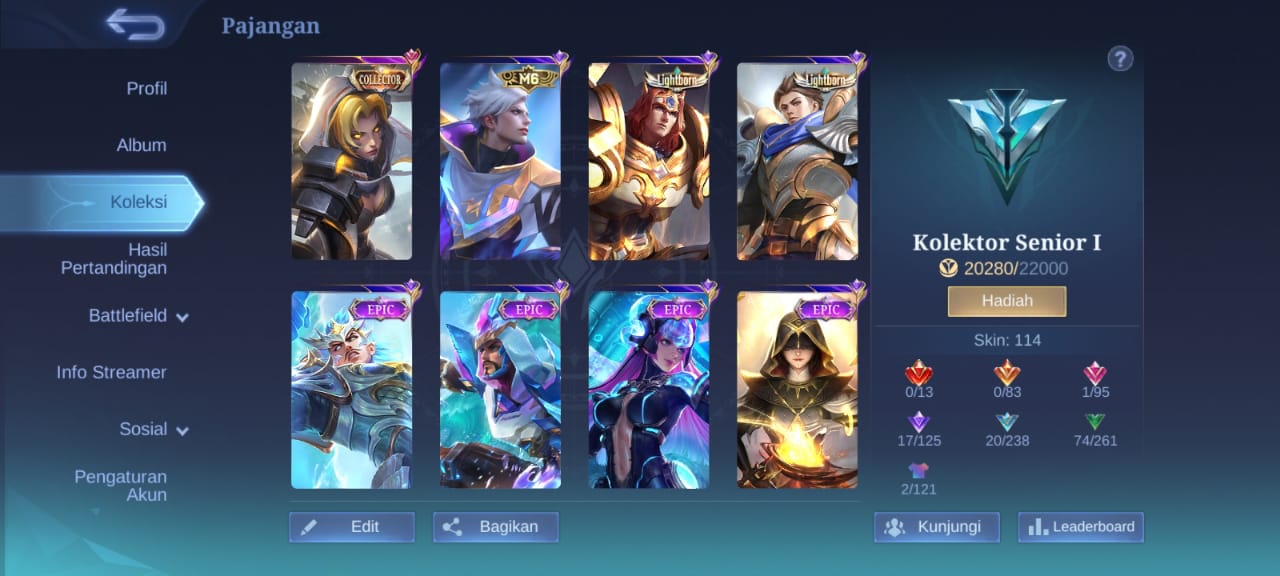 Pajangan
?
Profil
Album
Koleksi
Hasil
Pertandingan
Battlefield
Info Streamer
Sosial
Pengaturan
Akun
COLLECTOR
M6
Lightborn
Lightborn
EPIC
EPIC
EPIC
EPIC
Edit
Bagikan
Kolektor Senior I
20280/22000
Hadiah
Skin: 114
0/13
0/83
1/95
17/125
20/238
74/261
2/121
Kunjungi
Leaderboard